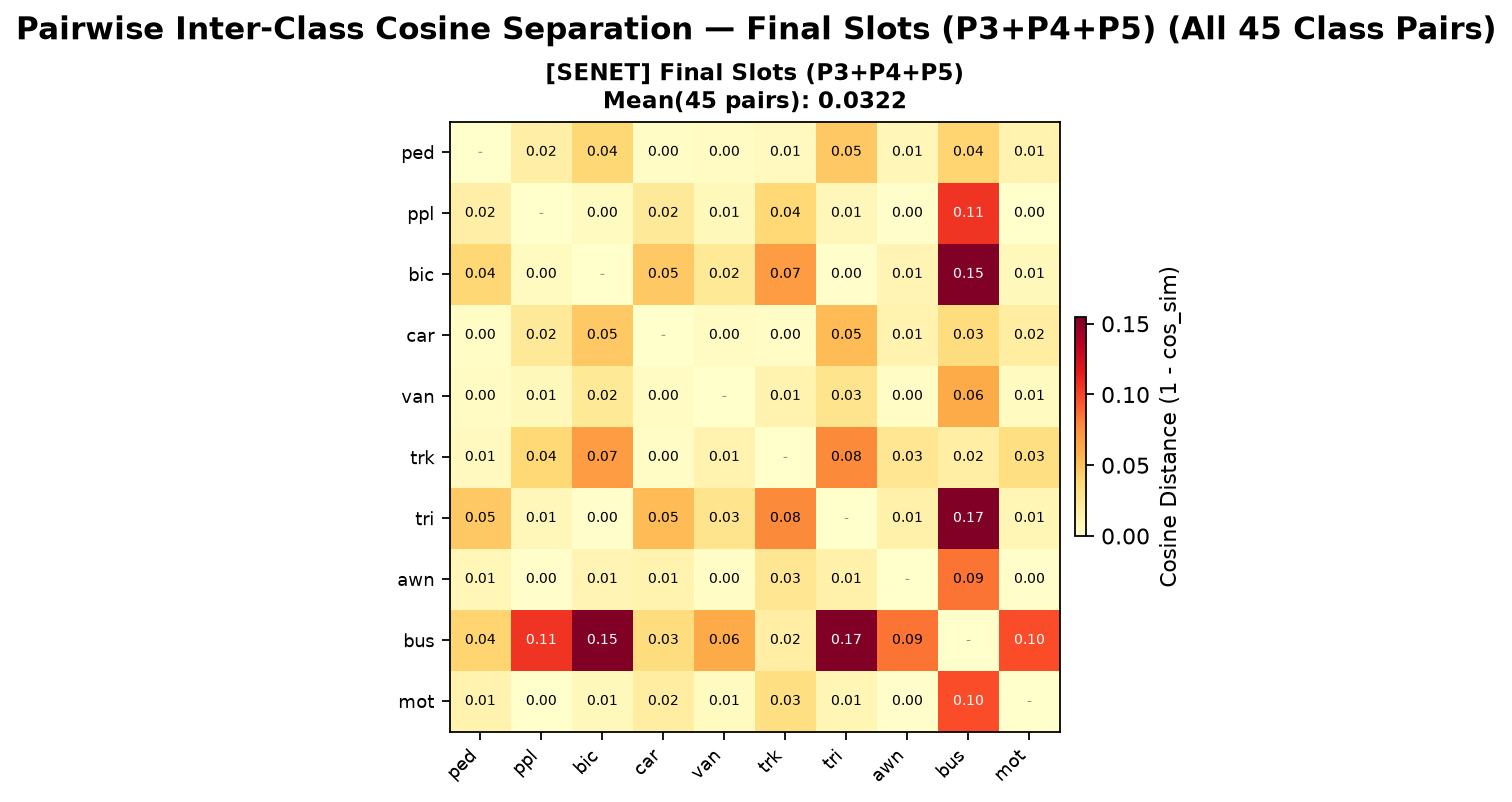 Pairwise Inter-Class Cosine Separation — Final Slots (P3+P4+P5) (All 45 Class Pairs)
[SENET] Final Slots (P3+P4+P5)
Mean(45 pairs): 0.0322
ped - 0.02 0.04 0.00 0.00 0.01 0.05 0.01 0.04 0.01
ppl 0.02 - 0.00 0.02 0.01 0.04 0.01 0.00 0.11 0.00
bic 0.04 0.00 - 0.05 0.02 0.07 0.00 0.01 0.15 0.01
car 0.00 0.02 0.05 - 0.00 0.00 0.05 0.01 0.03 0.02
van 0.00 0.01 0.02 0.00 - 0.01 0.03 0.00 0.06 0.01
trk 0.01 0.04 0.07 0.00 0.01 - 0.08 0.03 0.02 0.03
tri 0.05 0.01 0.00 0.05 0.03 0.08 - 0.01 0.17 0.01
awn 0.01 0.00 0.01 0.01 0.00 0.03 0.01 - 0.09 0.00
bus 0.04 0.11 0.15 0.03 0.06 0.02 0.17 0.09 - 0.10
mot 0.01 0.00 0.01 0.02 0.01 0.03 0.01 0.00 0.10 -
ped ppl bic car van trk tri awn bus mot
0.15
0.10
0.05
0.00
Cosine Distance (1 - cos_sim)